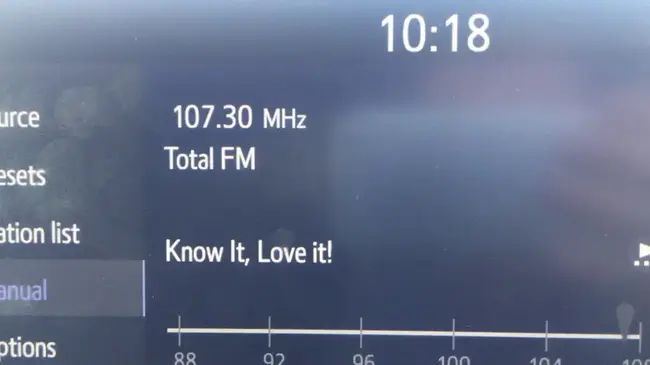 10:18
urce
107.30 MHz
Total FM
esets
ation list
Know It, Love it!
anual
ptions
88 92 96 100 104 108